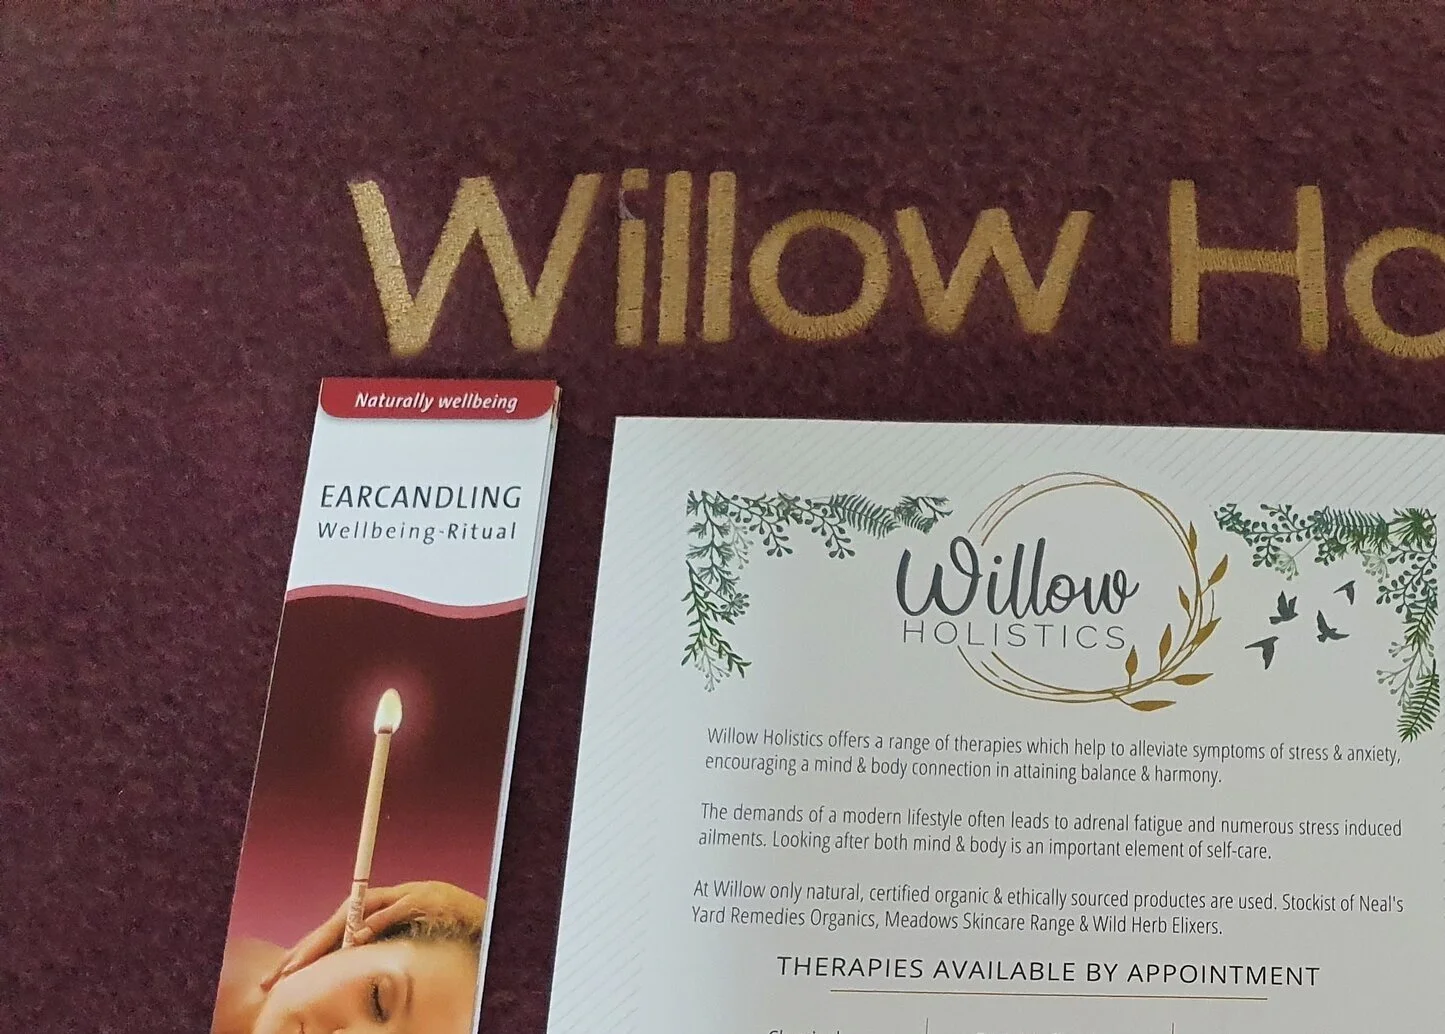 Willow Ho
Naturally wellbeing
EARCANDLING
Wellbeing-Ritual
Willow
HOLISTICS
Willow Holistics offers a range of therapies which help to alleviate symptoms of stress & anxiety,
encouraging a mind & body connection in attaining balance & harmony.
The demands of a modern lifestyle often leads to adrenal fatigue and numerous stress induced
ailments. Looking after both mind & body is an important element of self-care.
At Willow only natural, certified organic & ethically sourced productes are used. Stockist of Neal's
Yard Remedies Organics, Meadows Skincare Range & Wild Herb Elixers.
THERAPIES AVAILABLE BY APPOINTMENT